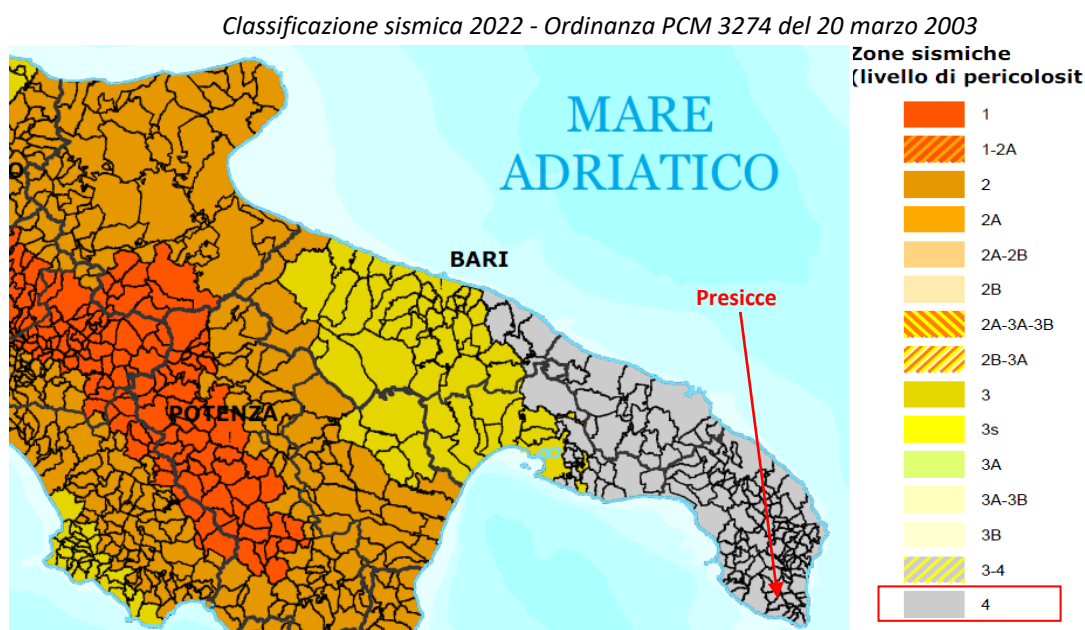 Classificazione sismica 2022 - Ordinanza PCM 3274 del 20 marzo 2003
Zone sismiche
(livello di pericolosit
MARE
ADRIATICO
BARI
Presicce
POTENZA
O
1
1-2A
2
2A
2A-2B
2B
2A-3A-3B
2B-3A
3
3s
3A
3A-3B
3B
3-4
4